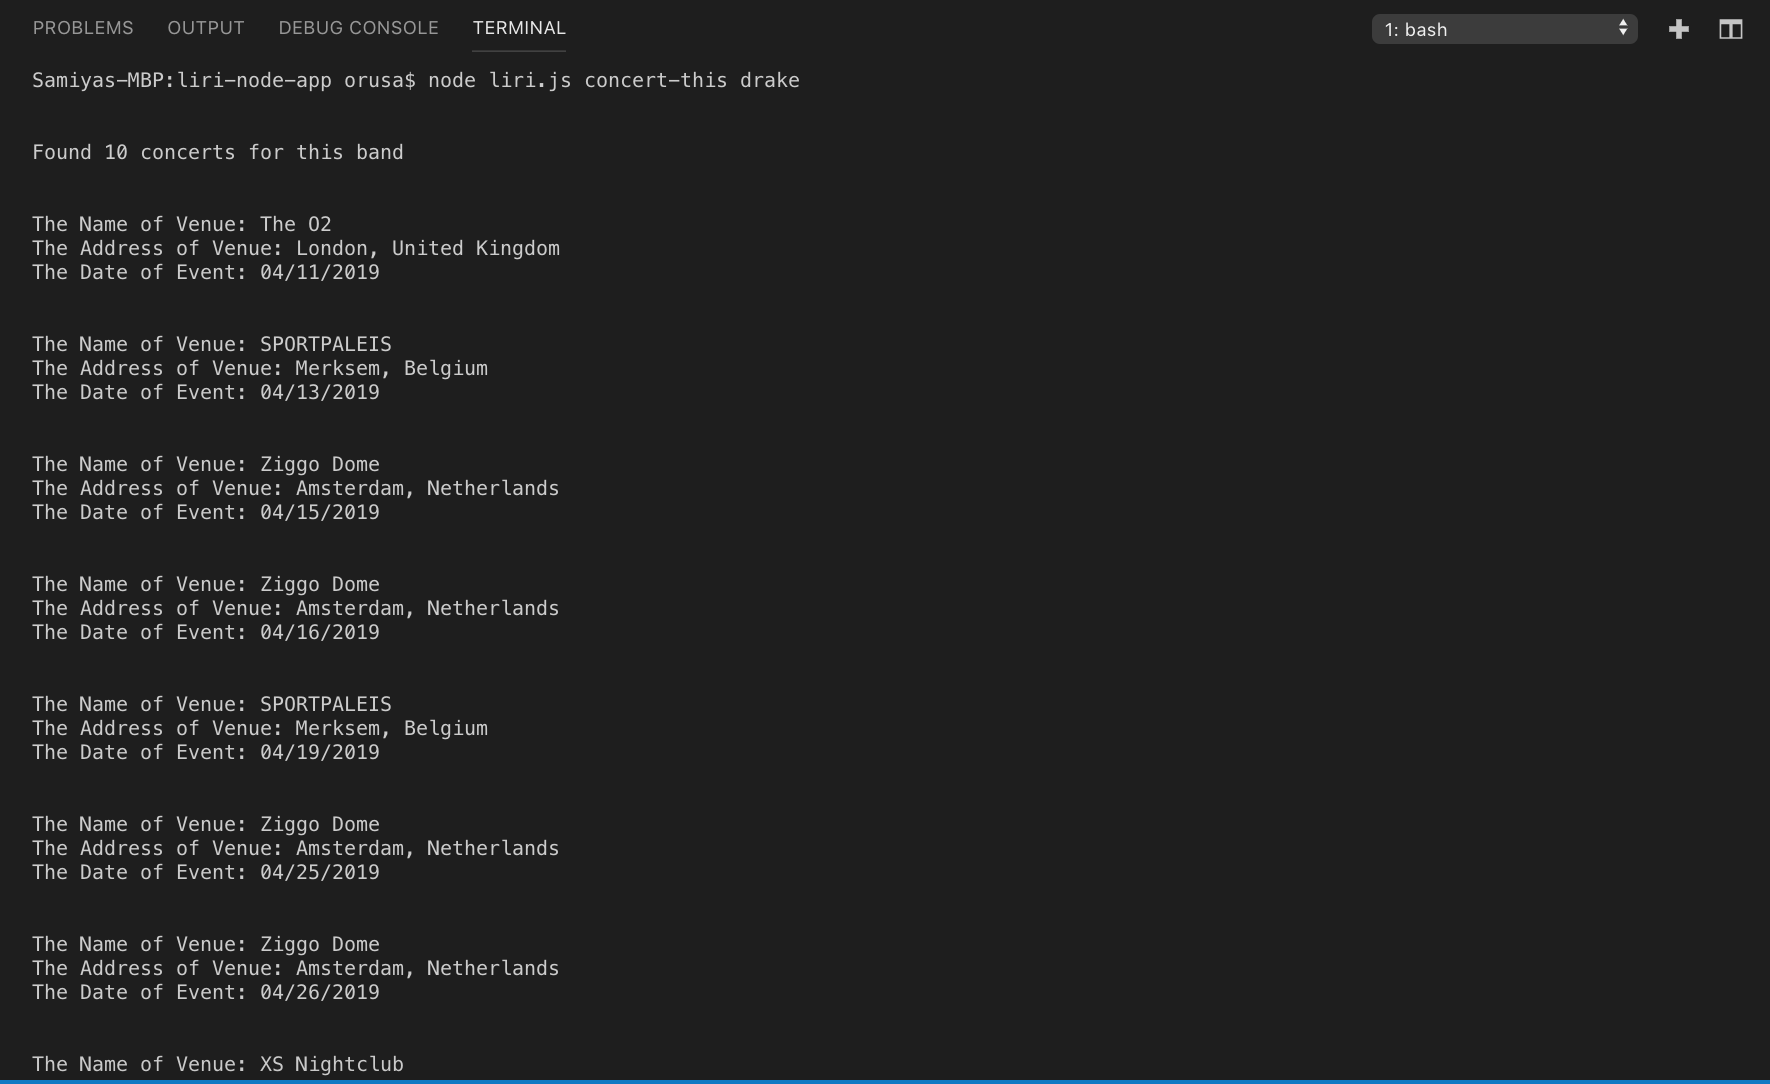 PROBLEMS OUTPUT DEBUG CONSOLE TERMINAL 1: bash
Samiyas-MBP:liri-node-app orusa$ node liri.js concert-this drake
Found 10 concerts for this band
The Name of Venue: The O2
The Address of Venue: London, United Kingdom
The Date of Event: 04/11/2019
The Name of Venue: SPORTPALEIS
The Address of Venue: Merksem, Belgium
The Date of Event: 04/13/2019
The Name of Venue: Ziggo Dome
The Address of Venue: Amsterdam, Netherlands
The Date of Event: 04/15/2019
The Name of Venue: Ziggo Dome
The Address of Venue: Amsterdam, Netherlands
The Date of Event: 04/16/2019
The Name of Venue: SPORTPALEIS
The Address of Venue: Merksem, Belgium
The Date of Event: 04/19/2019
The Name of Venue: Ziggo Dome
The Address of Venue: Amsterdam, Netherlands
The Date of Event: 04/25/2019
The Name of Venue: Ziggo Dome
The Address of Venue: Amsterdam, Netherlands
The Date of Event: 04/26/2019
The Name of Venue: XS Nightclub